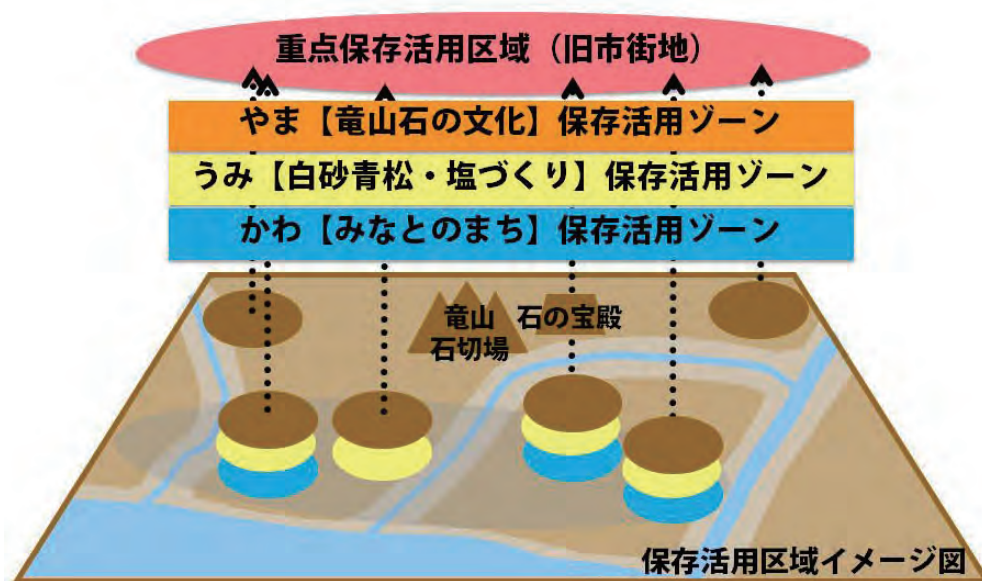 重点保存活用区域（旧市街地）
やま【竜山石の文化】保存活用ゾーン
うみ【白砂青松・塩づくり】保存活用ゾーン
かわ【みなとのまち】保存活用ゾーン
竜山
石切場
石の宝殿
保存活用区域イメージ図